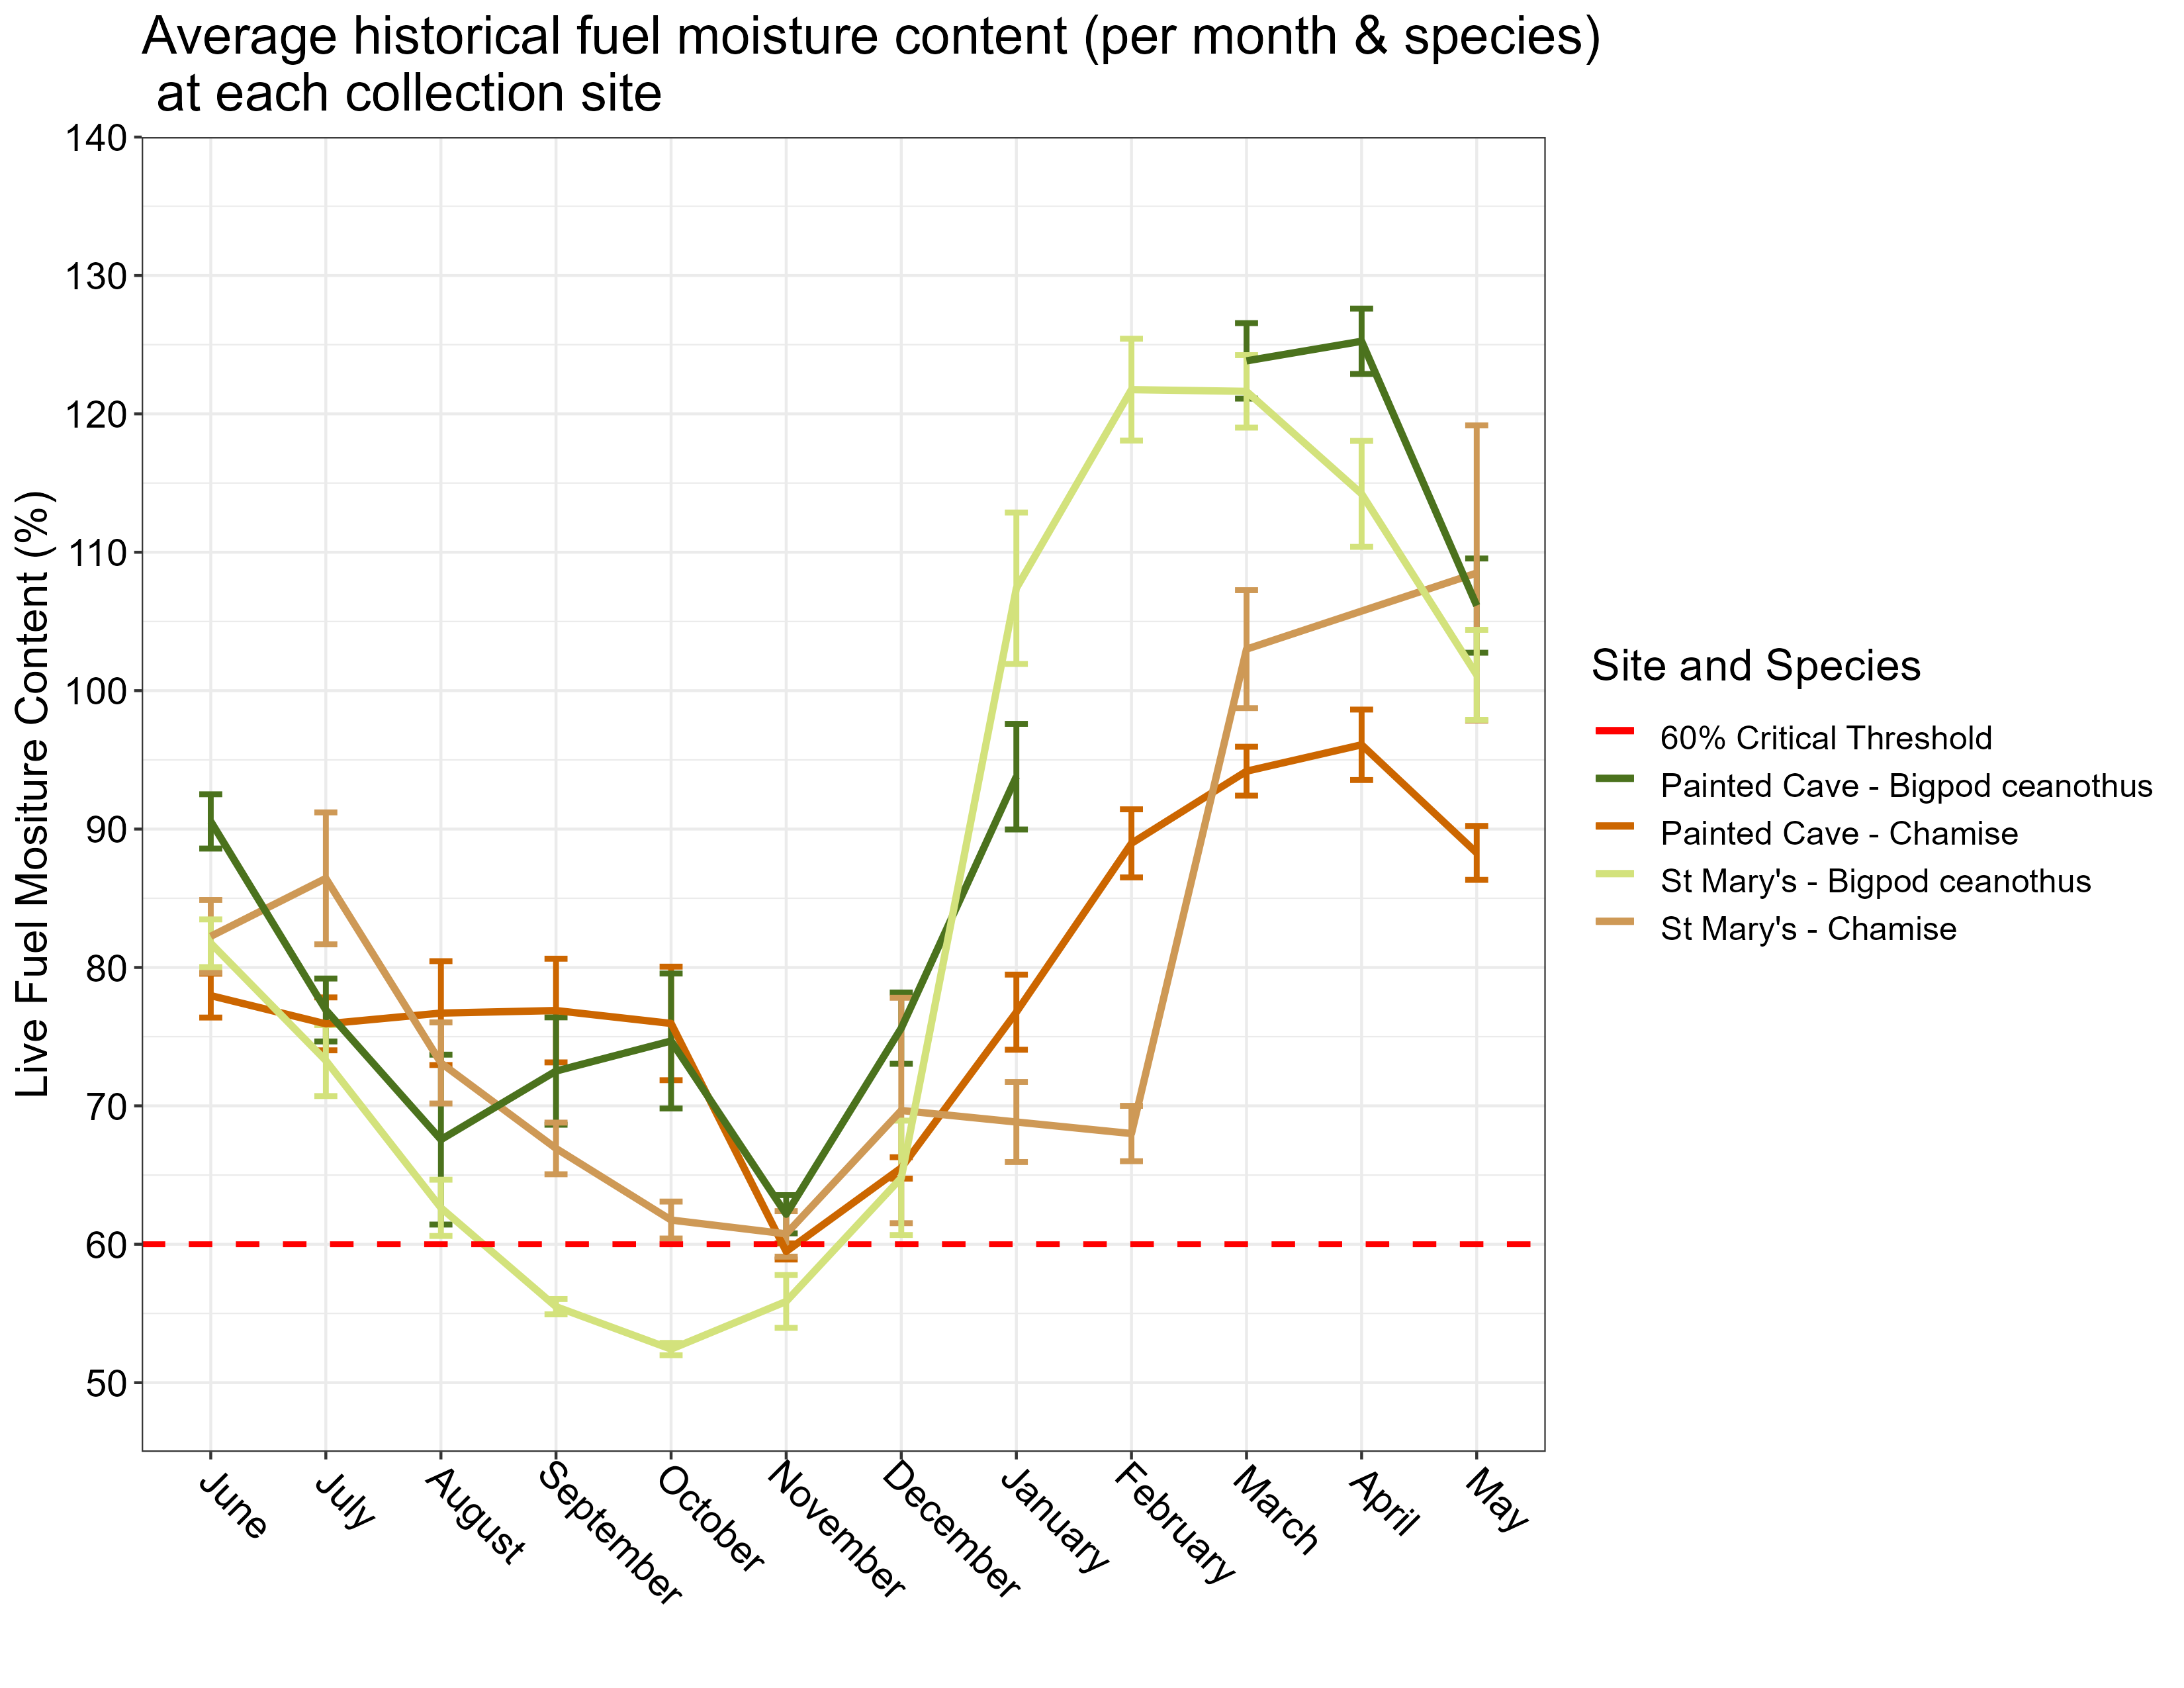 Average historical fuel moisture content (per month & species)
at each collection site
Live Fuel Mositure Content (%)
140
130
120
110
100
90
80
70
60
50
June
July
August
September
October
November
December
January
February
March
April
May
Site and Species
60% Critical Threshold
Painted Cave - Bigpod ceanothus
Painted Cave - Chamise
St Mary's - Bigpod ceanothus
St Mary's - Chamise